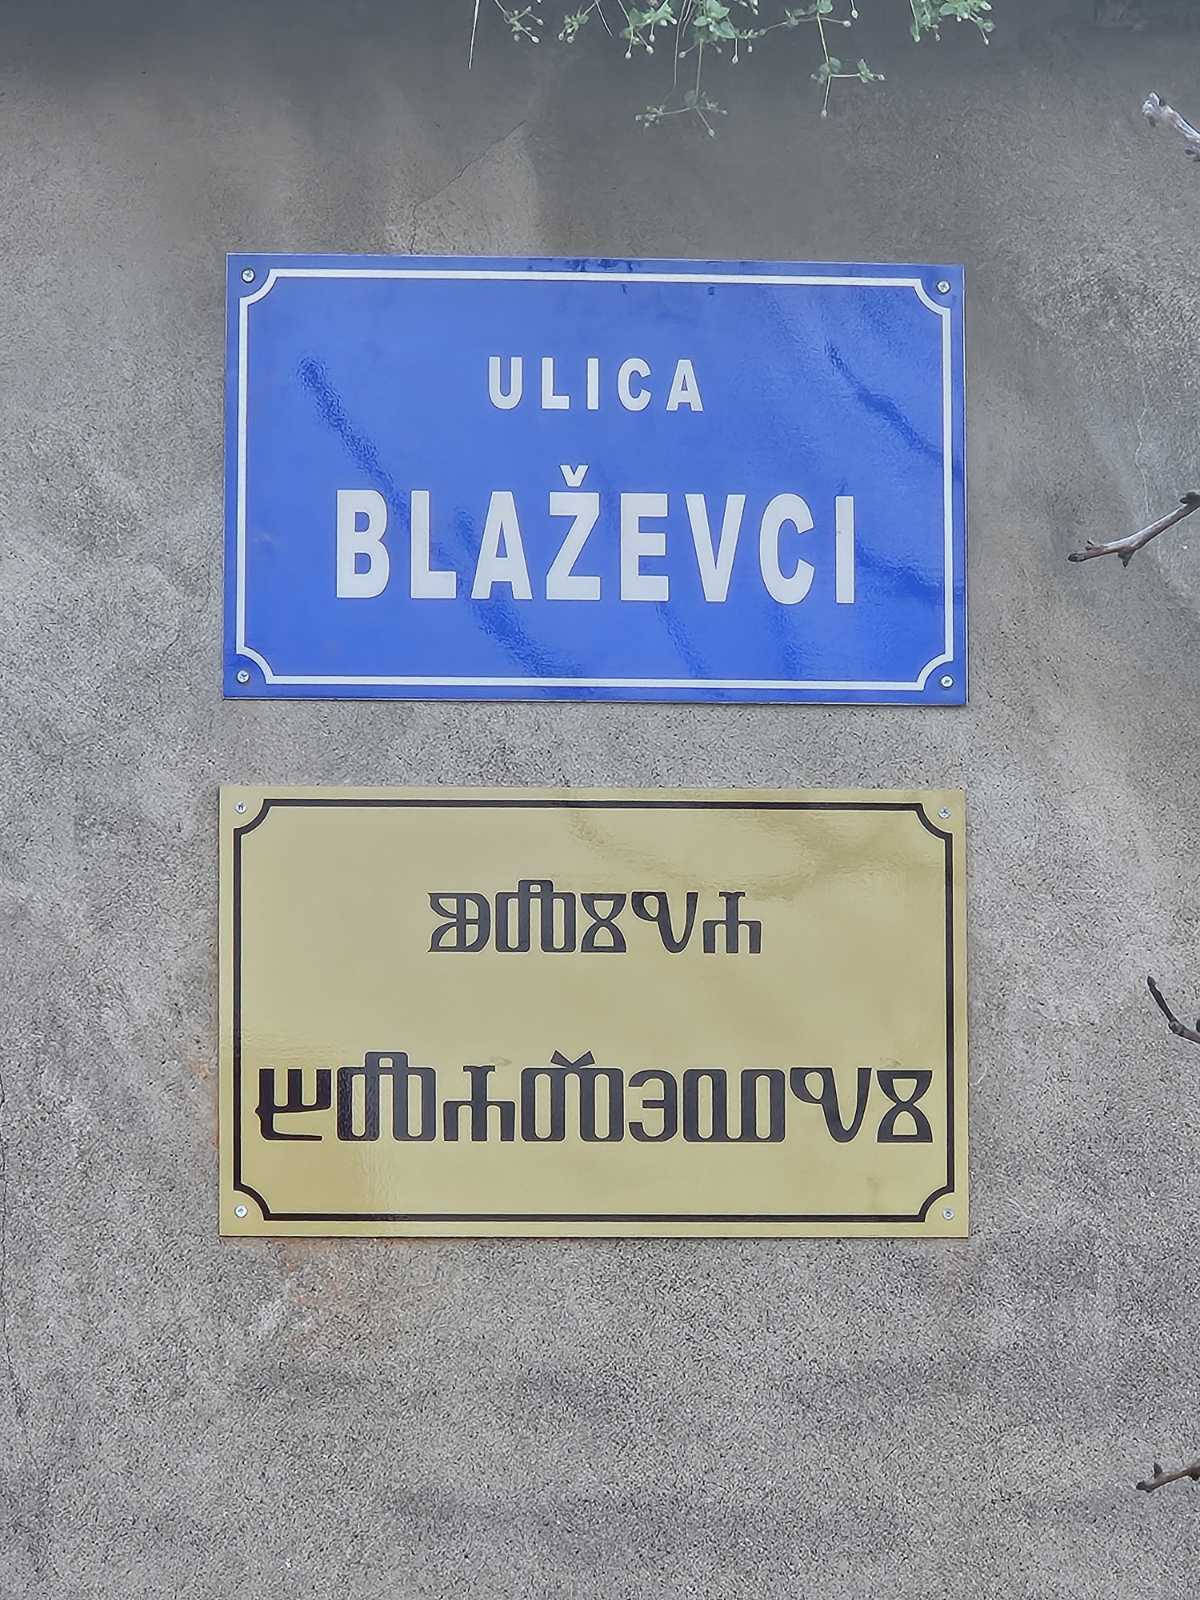 ULICA
BLAŽEVCI
ⰖⰎⰋⰜⰀ
ⰁⰎⰀⰆⰅⰂⰜⰋ